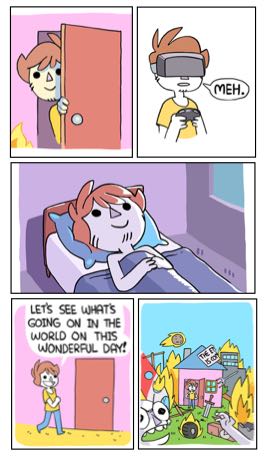 MEH.
LET'S SEE WHAT'S
GOING ON IN THE
WORLD ON THIS
WONDERFUL DAY!